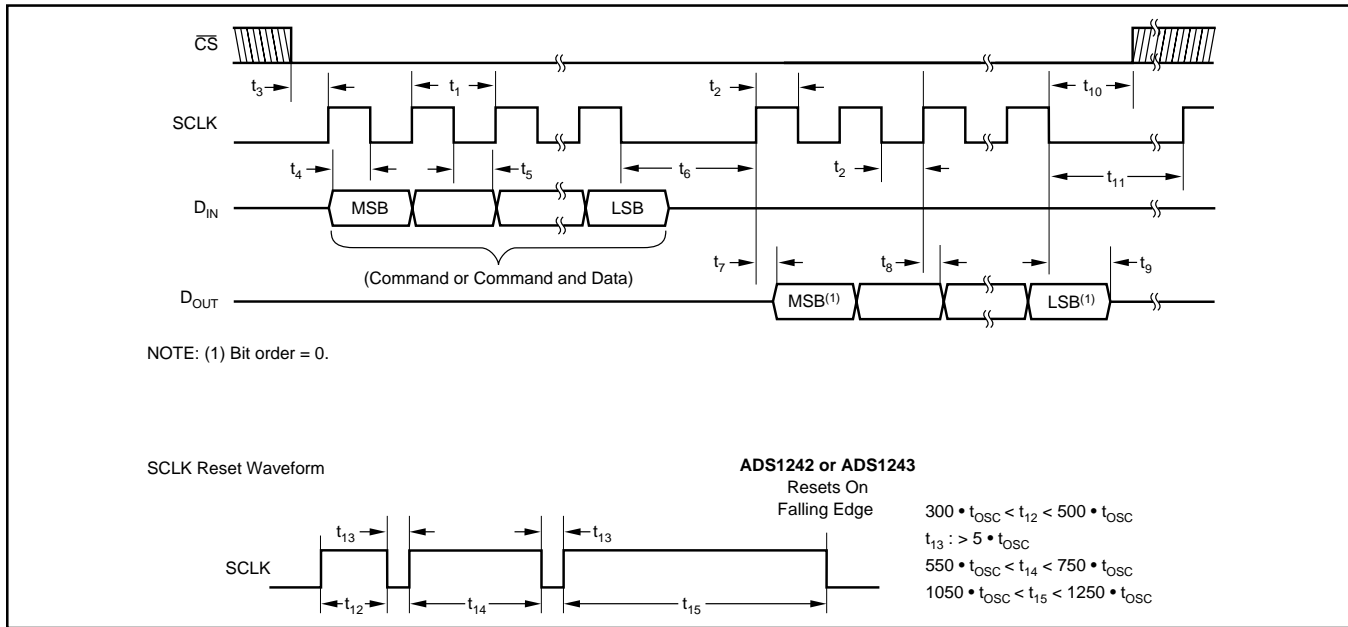 CS
t3 t1 t2 t10
SCLK
t4 t5 t6 t2 t11
DIN MSB LSB
(Command or Command and Data)
t7 t8 t9
DOUT MSB(1) LSB(1)
NOTE: (1) Bit order = 0.
SCLK Reset Waveform
ADS1242 or ADS1243
Resets On
Falling Edge
300 • tOSC < t12 < 500 • tOSC
t13 : > 5 • tOSC
550 • tOSC < t14 < 750 • tOSC
1050 • tOSC < t15 < 1250 • tOSC
t13 t13
SCLK
t12 t14 t15